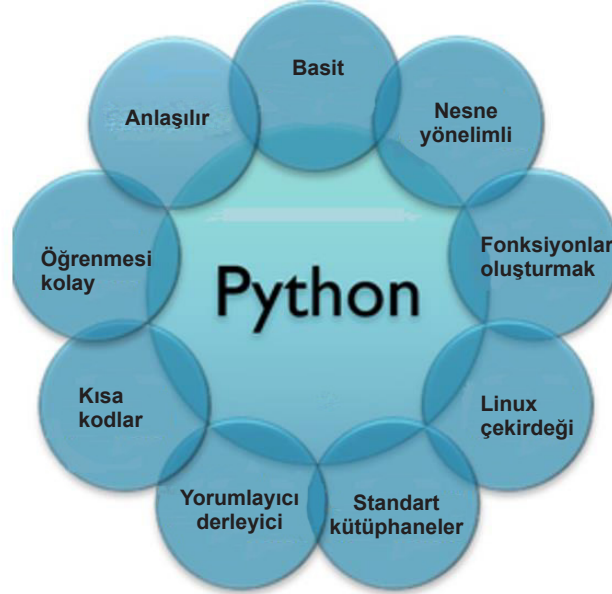 Basit
Nesne
yönelimli
Fonksiyonlar
oluşturmak
Linux
çekirdeği
Standart
kütüphaneler
Yorumlayıcı
derleyici
Kısa
kodlar
Öğrenmesi
kolay
Anlaşılır
Python